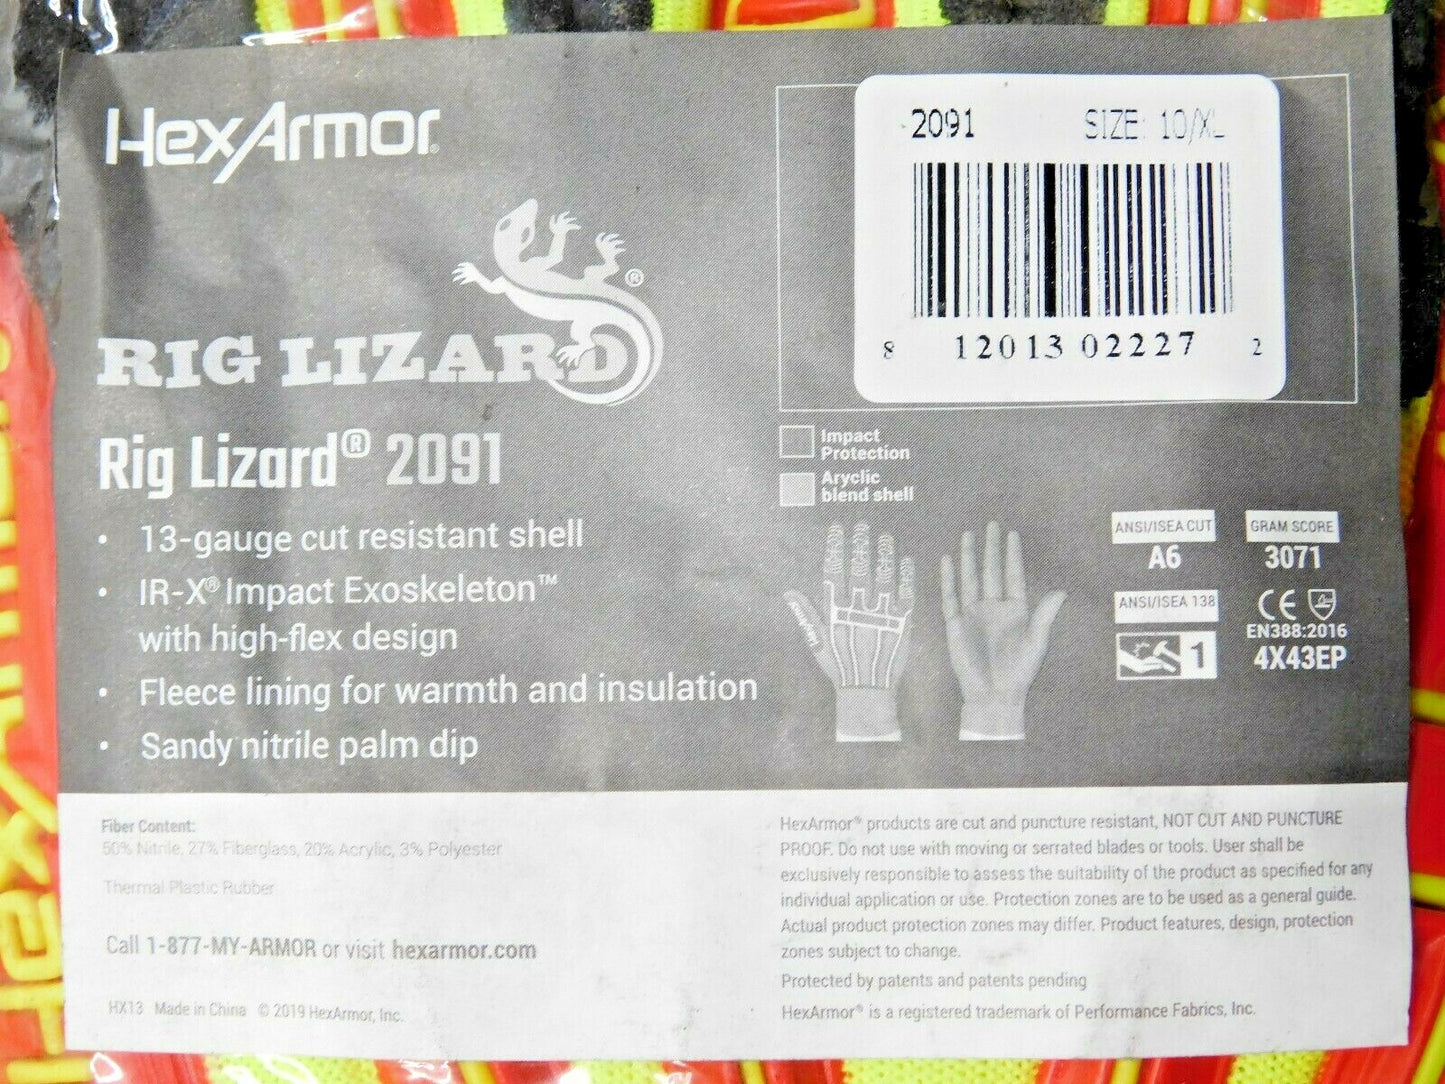 HexArmor®
RIG LIZARD
®
Rig Lizard® 2091
• 13-gauge cut resistant shell
• IR-X® Impact Exoskeleton™
with high-flex design
• Fleece lining for warmth and insulation
• Sandy nitrile palm dip
2091 SIZE: 10/XL
8 12013 02227 2
Impact
Protection
Aryclic
blend shell
HexArmor
ANSI/ISEA CUT
A6
GRAM SCORE
3071
ANSI/ISEA 138
1
CE
EN388:2016
4X43EP
Fiber Content:
50% Nitrile, 27% Fiberglass, 20% Acrylic, 3% Polyester
Thermal Plastic Rubber
Call 1-877-MY-ARMOR or visit hexarmor.com
HX13 Made in China © 2019 HexArmor, Inc.
HexArmor® products are cut and puncture resistant, NOT CUT AND PUNCTURE
PROOF. Do not use with moving or serrated blades or tools. User shall be
exclusively responsible to assess the suitability of the product as specified for any
individual application or use. Protection zones are to be used as a general guide.
Actual product protection zones may differ. Product features, design, protection
zones subject to change.
Protected by patents and patents pending
HexArmor® is a registered trademark of Performance Fabrics, Inc.